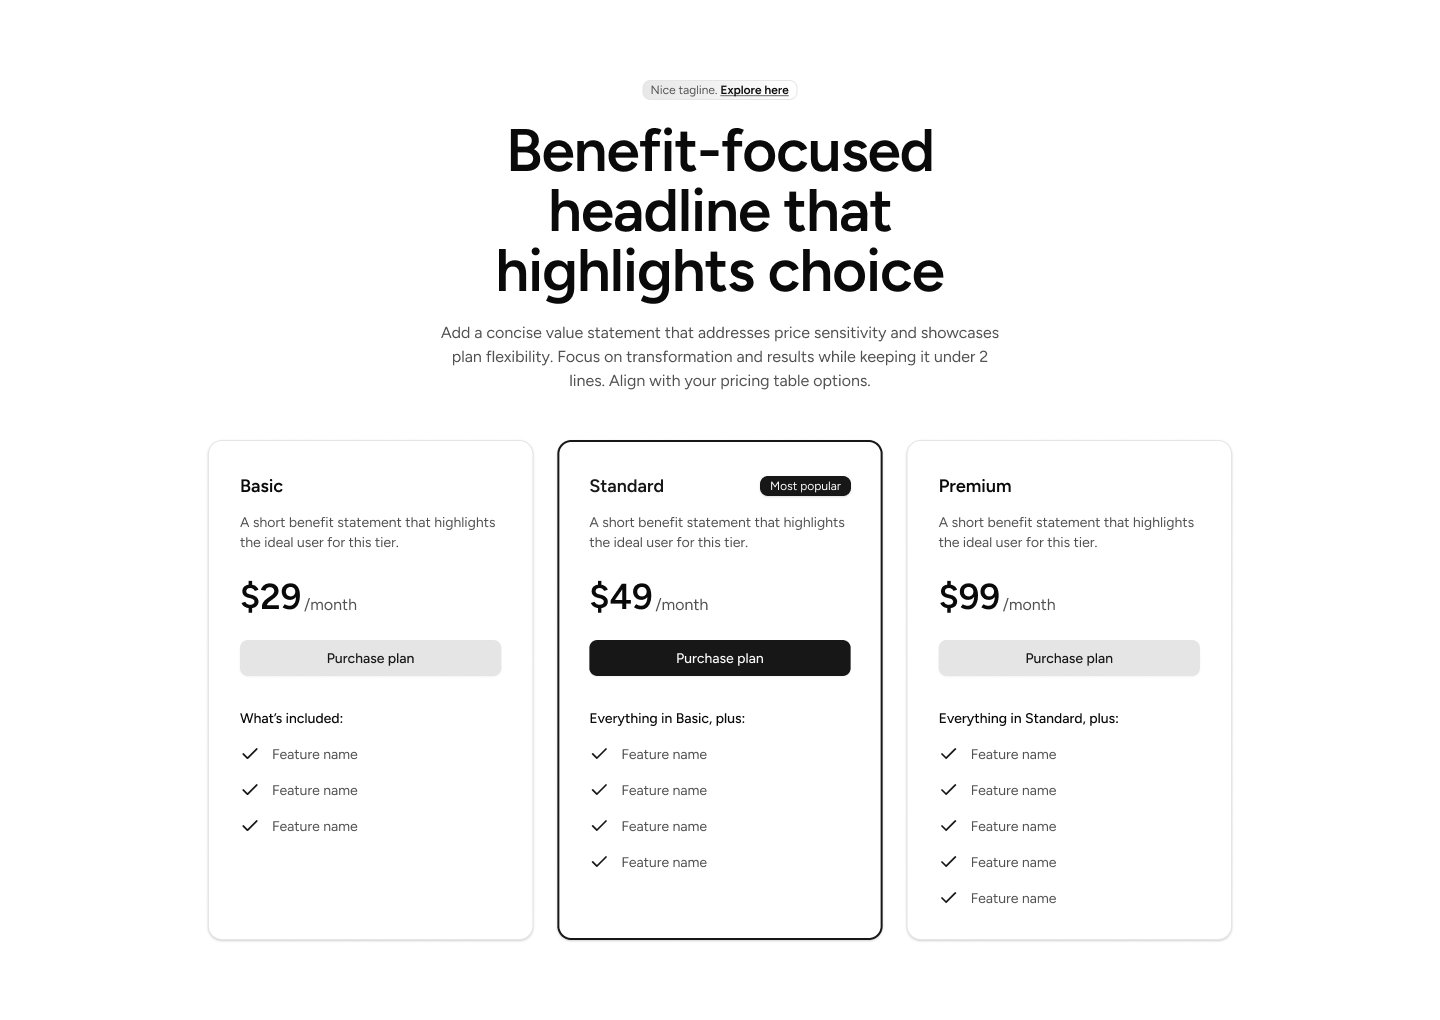 Nice tagline. Explore here
Benefit-focused
headline that
highlights choice
Add a concise value statement that addresses price sensitivity and showcases
plan flexibility. Focus on transformation and results while keeping it under 2
lines. Align with your pricing table options.
Basic
A short benefit statement that highlights
the ideal user for this tier.
$29 /month
Purchase plan
What’s included:
Feature name
Feature name
Feature name
Standard
Most popular
A short benefit statement that highlights
the ideal user for this tier.
$49 /month
Purchase plan
Everything in Basic, plus:
Feature name
Feature name
Feature name
Feature name
Premium
A short benefit statement that highlights
the ideal user for this tier.
$99 /month
Purchase plan
Everything in Standard, plus:
Feature name
Feature name
Feature name
Feature name
Feature name